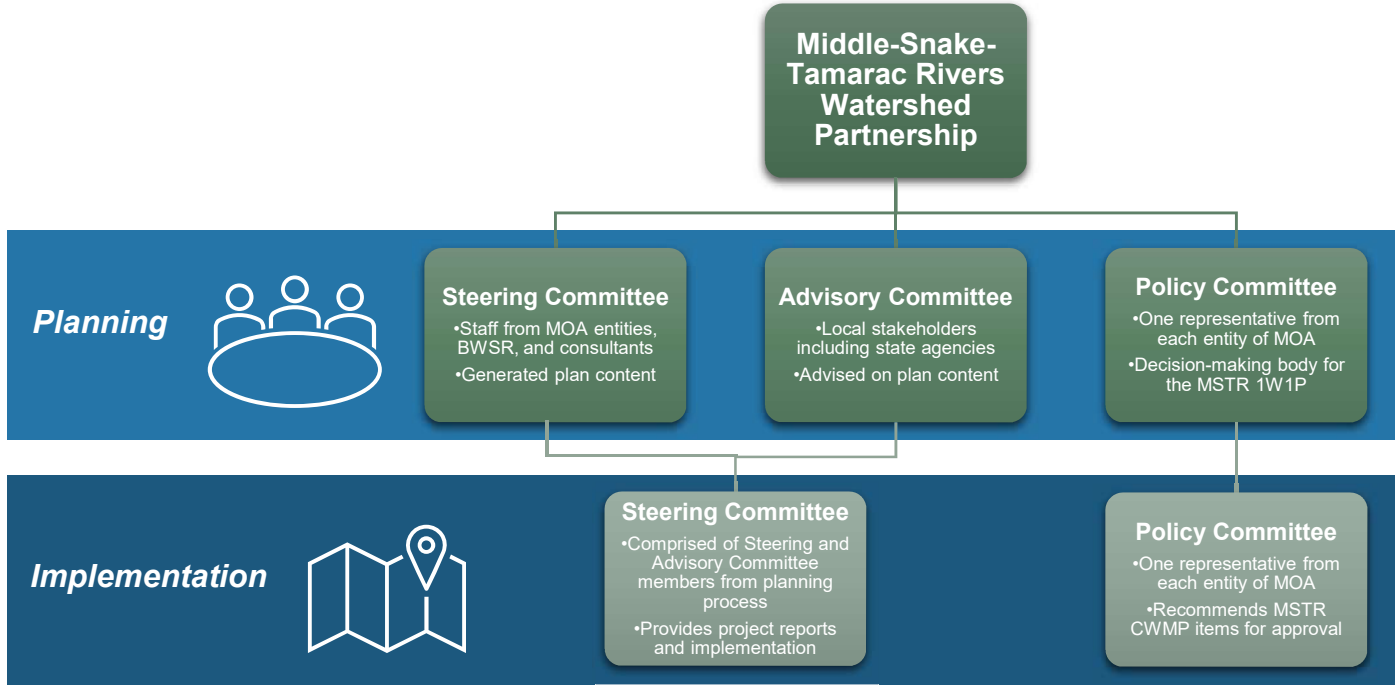 Middle-Snake-
Tamarac Rivers
Watershed
Partnership
Planning
Steering Committee
•Staff from MOA entities,
BWSR, and consultants
•Generated plan content
Advisory Committee
•Local stakeholders
including state agencies
•Advised on plan content
Policy Committee
•One representative from
each entity of MOA
•Decision-making body for
the MSTR 1W1P
Implementation
Steering Committee
•Comprised of Steering and
Advisory Committee
members from planning
process
•Provides project reports
and implementation
Policy Committee
•One representative from
each entity of MOA
•Recommends MSTR
CWMP items for approval